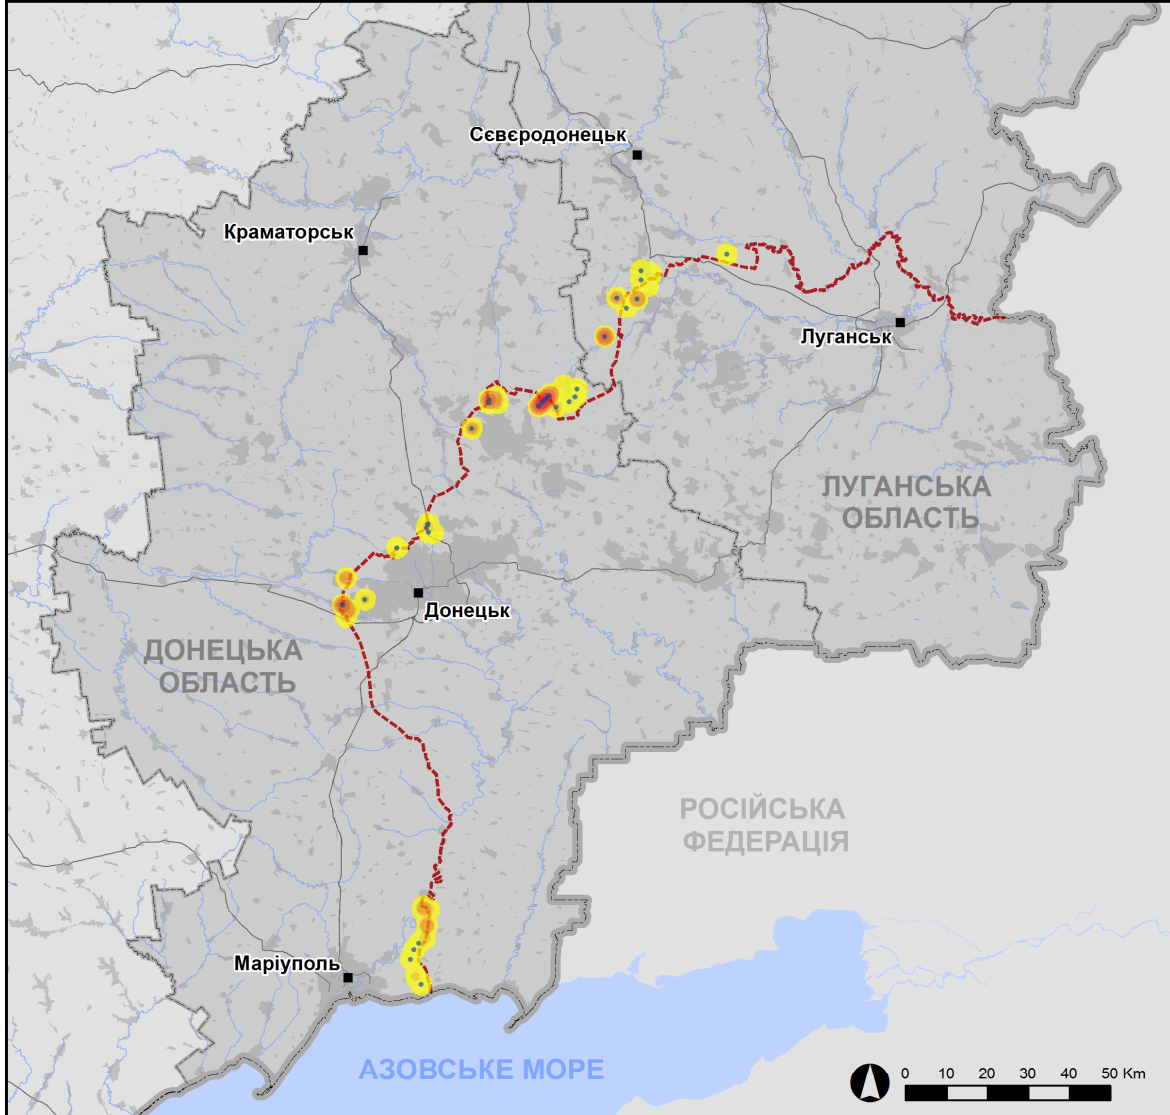 Сєвєродонецьк
Краматорськ
Луганськ
ЛУГАНСЬКА
ОБЛАСТЬ
Донецьк
ДОНЕЦЬКА
ОБЛАСТЬ
РОСІЙСЬКА
ФЕДЕРАЦІЯ
Маріуполь
АЗОВСЬКЕ МОРЕ
0 10 20 30 40 50 Km